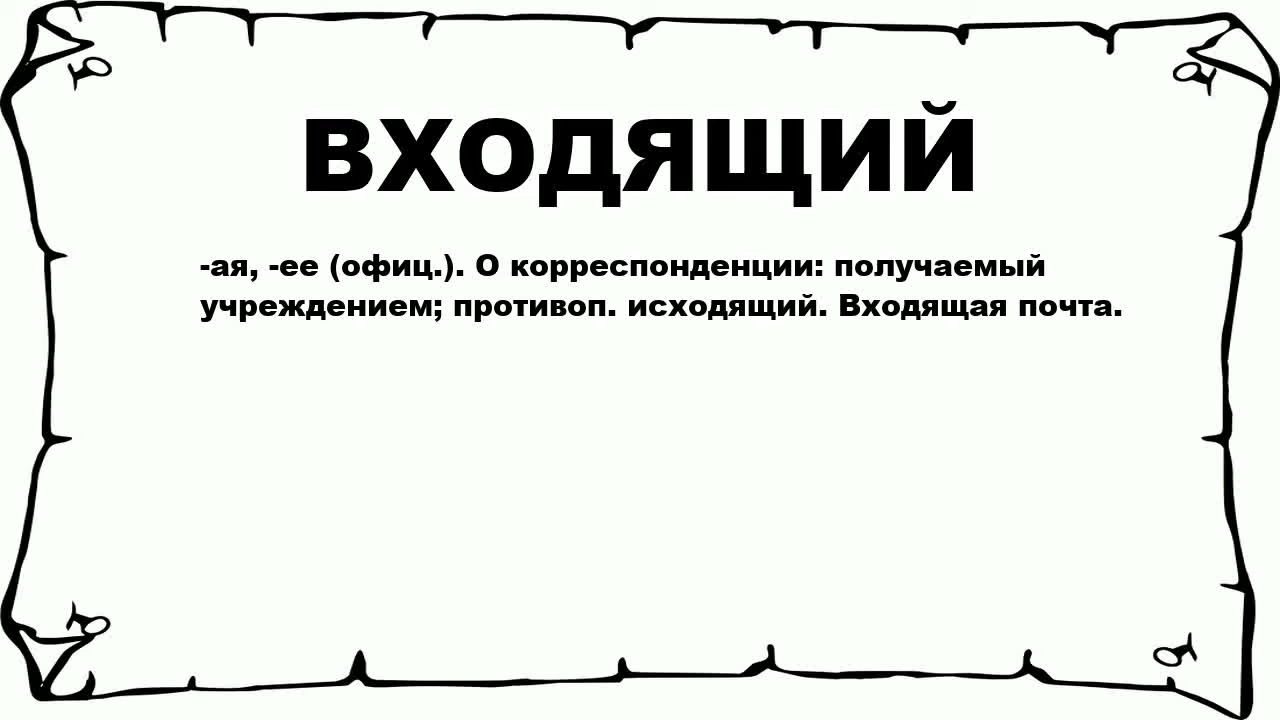 ВХОДЯЩИЙ
-ая, -ее (офиц.). О корреспонденции: получаемый
учреждением; противоп. исходящий. Входящая почта.